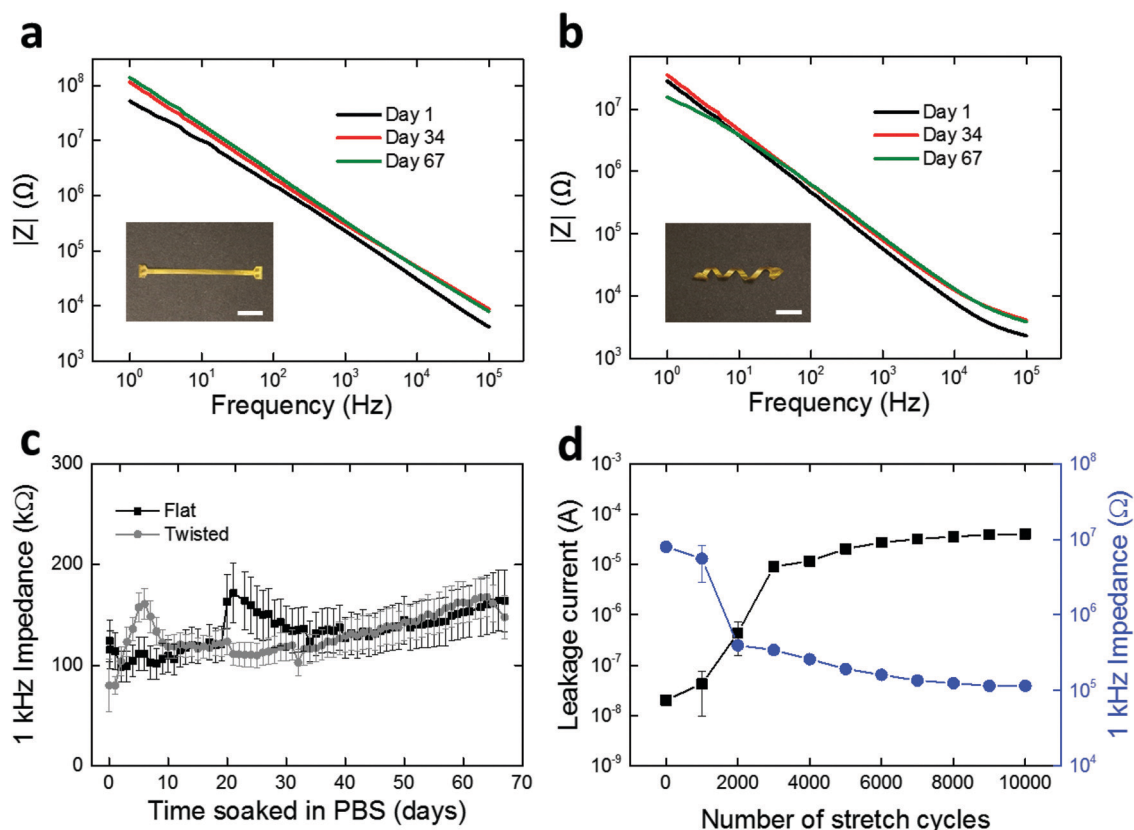 a
|Z| (Ω)
10⁸
10⁷
10⁶
10⁵
10⁴
10³
Day 1
Day 34
Day 67
10⁰ 10¹ 10² 10³ 10⁴ 10⁵
Frequency (Hz)
b
|Z| (Ω)
10⁷
10⁶
10⁵
10⁴
10³
Day 1
Day 34
Day 67
10⁰ 10¹ 10² 10³ 10⁴ 10⁵
Frequency (Hz)
c
1 kHz Impedance (kΩ)
300
200
100
0
Flat
Twisted
0 10 20 30 40 50 60 70
Time soaked in PBS (days)
d
Leakage current (A)
10⁻³
10⁻⁴
10⁻⁵
10⁻⁶
10⁻⁷
10⁻⁸
10⁻⁹
10⁸
10⁷
10⁶
10⁵
10⁴
1 kHz Impedance (Ω)
0 2000 4000 6000 8000 10000
Number of stretch cycles